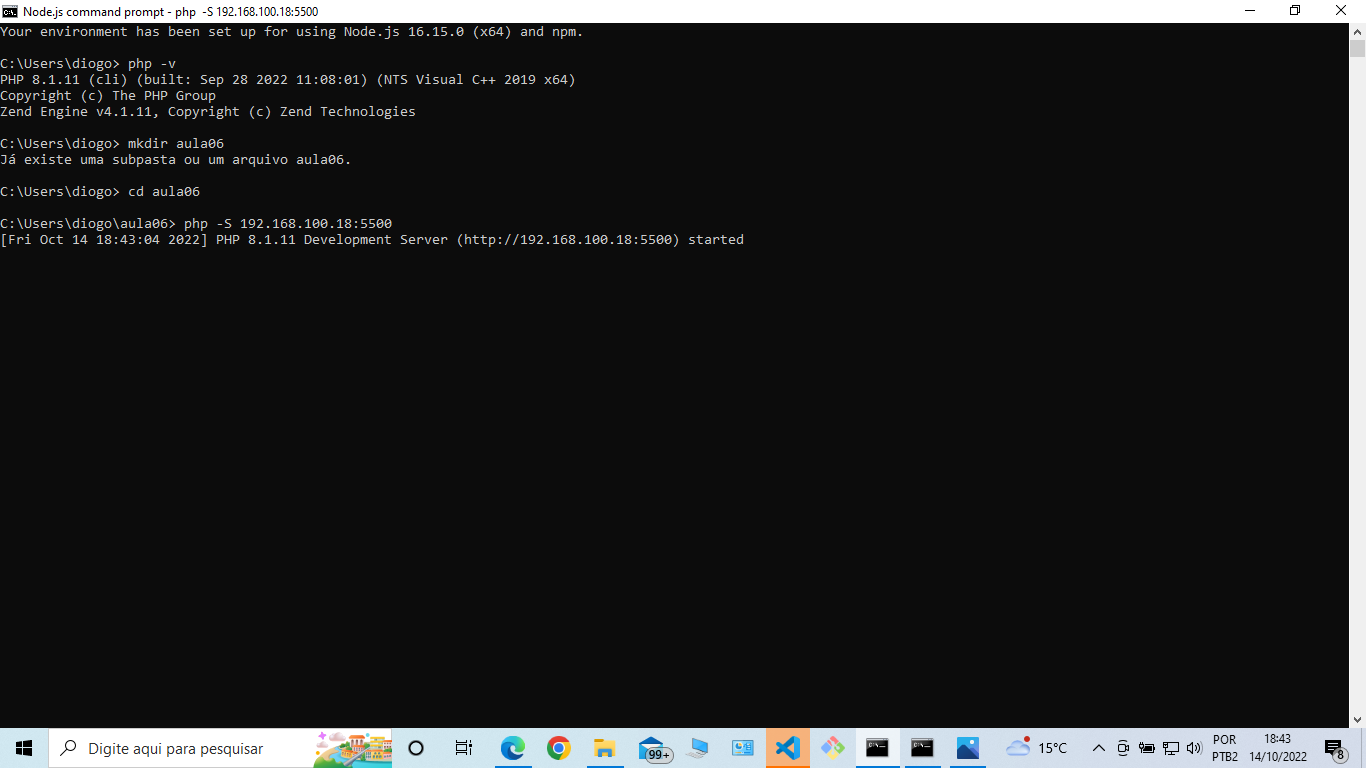 Node.js command prompt - php  -S 192.168.100.18:5500
Your environment has been set up for using Node.js 16.15.0 (x64) and npm.
C:\Users\diogo> php -v
PHP 8.1.11 (cli) (built: Sep 28 2022 11:08:01) (NTS Visual C++ 2019 x64)
Copyright (c) The PHP Group
Zend Engine v4.1.11, Copyright (c) Zend Technologies
C:\Users\diogo> mkdir aula06
Já existe uma subpasta ou um arquivo aula06.
C:\Users\diogo> cd aula06
C:\Users\diogo\aula06> php -S 192.168.100.18:5500
[Fri Oct 14 18:43:04 2022] PHP 8.1.11 Development Server (http://192.168.100.18:5500) started
Digite aqui para pesquisar
99+
15°C
POR
PTB2
18:43
14/10/2022
8